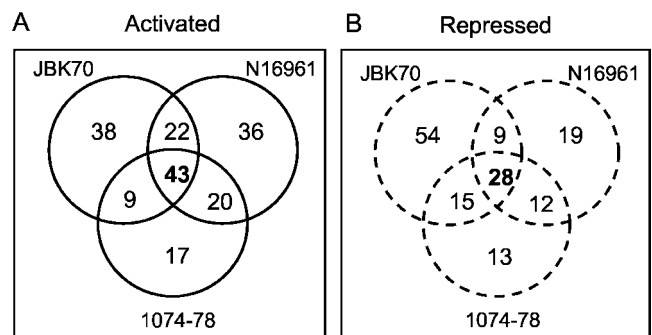 A Activated
JBK70 N16961
38 22 36
43
9 20
17
1074-78
B Repressed
JBK70 N16961
54 9 19
28
15 12
13
1074-78